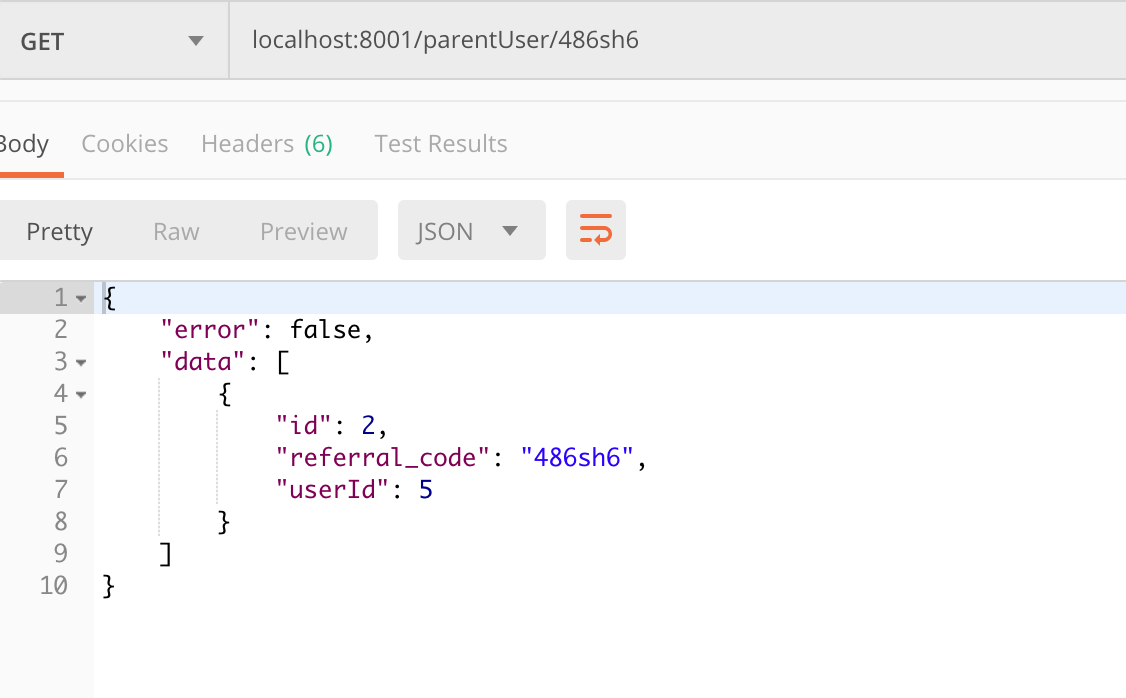 GET localhost:8001/parentUser/486sh6
Body Cookies Headers (6) Test Results
Pretty Raw Preview JSON
1 {
2 "error": false,
3 "data": [
4 {
5 "id": 2,
6 "referral_code": "486sh6",
7 "userId": 5
8 }
9 ]
10 }